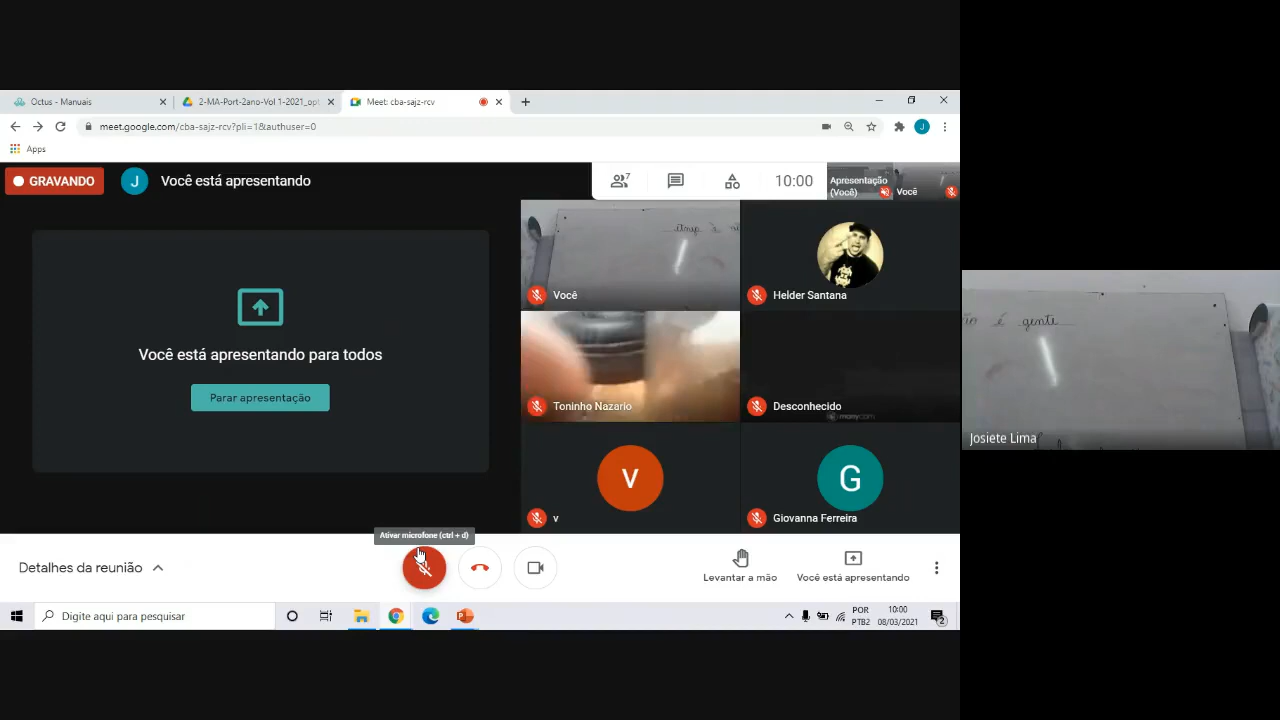 Octus - Manuais
2-MA-Port-2ano-Vol 1-2021_opt
Meet: cba-sajz-rcv
meet.google.com/cba-sajz-rcv?pli=1&authuser=0
Apps
GRAVANDO
J
Você está apresentando
7
10:00
Apresentação
(Você)
Você
Você está apresentando para todos
Parar apresentação
Você
Helder Santana
Toninho Nazario
Desconhecido
manycam
V
v
G
Giovanna Ferreira
é gente
Josiete Lima
Ativar microfone (ctrl + d)
Detalhes da reunião
Levantar a mão
Você está apresentando
Digite aqui para pesquisar
POR
PTB2
10:00
08/03/2021
2